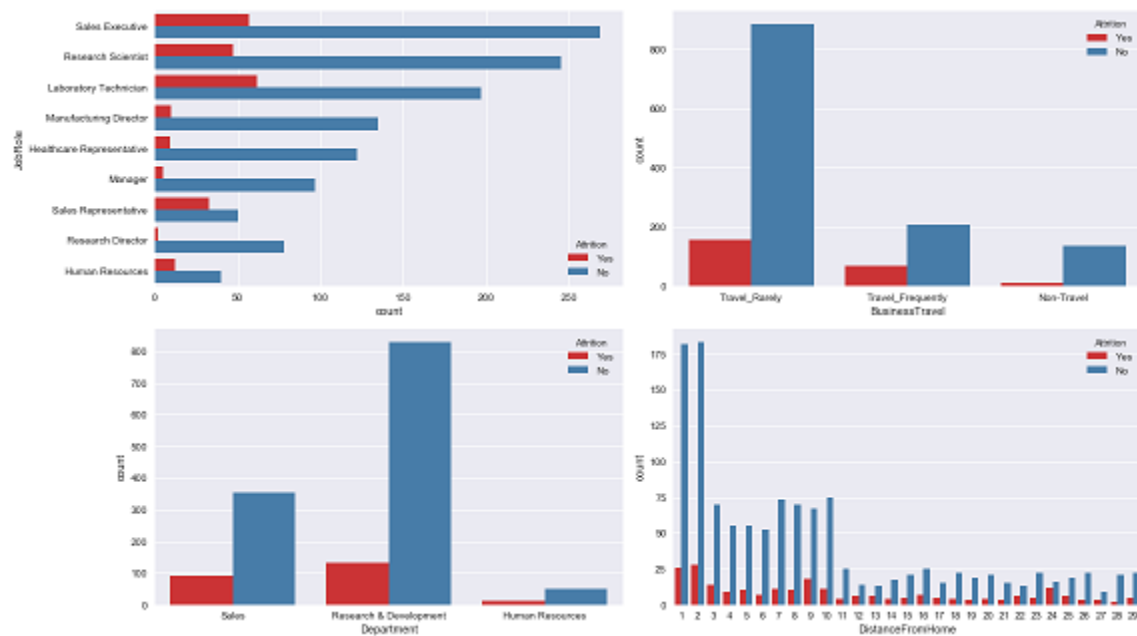 Sales Executive
Research Scientist
Laboratory Technician
Manufacturing Director
Healthcare Representative
Manager
Sales Representative
Research Director
Human Resources
JobRole
0 50 100 150 200 250
count
Attrition
Yes
No
800
600
400
200
0
count
Travel_Rarely Travel_Frequently Non-Travel
BusinessTravel
Attrition
Yes
No
800
700
600
500
400
300
200
100
0
count
Sales Research & Development Human Resources
Department
Attrition
Yes
No
175
150
125
100
75
50
25
0
count
1 2 3 4 5 6 7 8 9 10 11 12 13 14 15 16 17 18 19 20 21 22 23 24 25 26 27 28 29
DistanceFromHome
Attrition
Yes
No